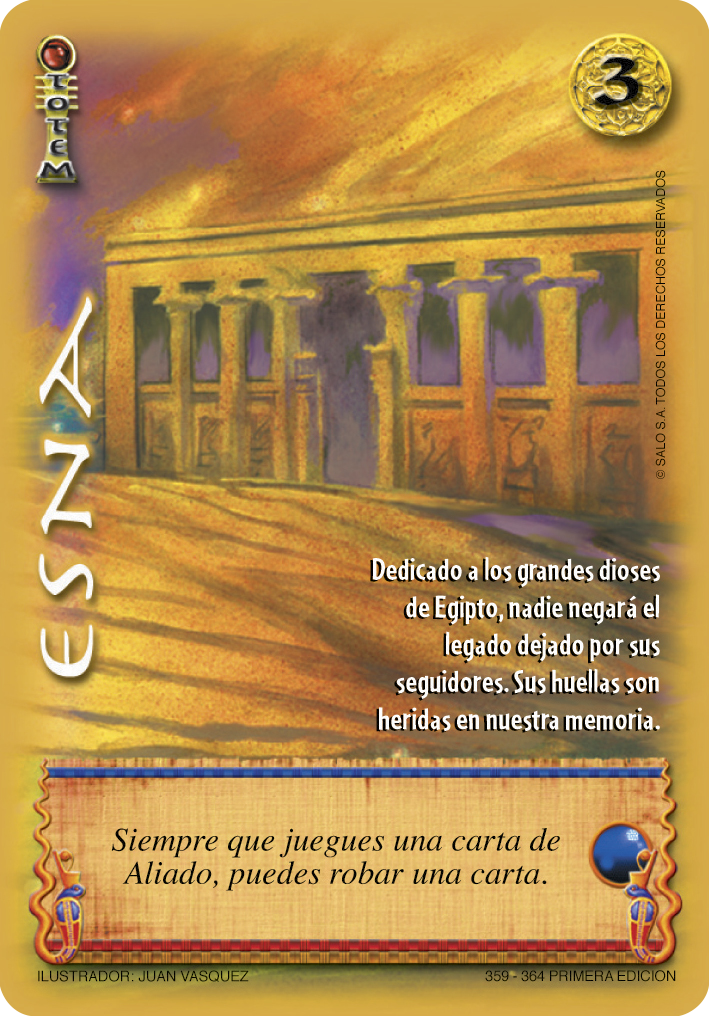 TOTEM
3
© SALO S.A. TODOS LOS DERECHOS RESERVADOS
ESNA
Dedicado a los grandes dioses
de Egipto, nadie negará el
legado dejado por sus
seguidores. Sus huellas son
heridas en nuestra memoria.
Siempre que juegues una carta de
Aliado, puedes robar una carta.
ILUSTRADOR: JUAN VASQUEZ
359 - 364 PRIMERA EDICION